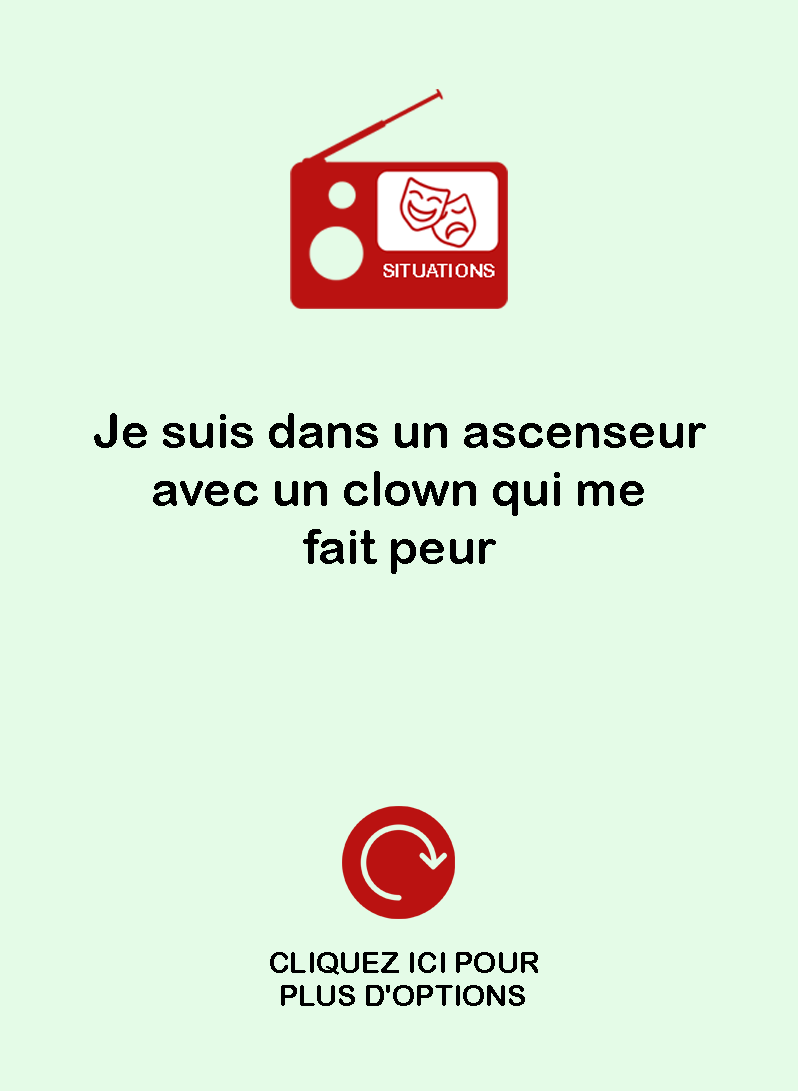 SITUATIONS
Je suis dans un ascenseur
avec un clown qui me
fait peur
CLIQUEZ ICI POUR
PLUS D'OPTIONS